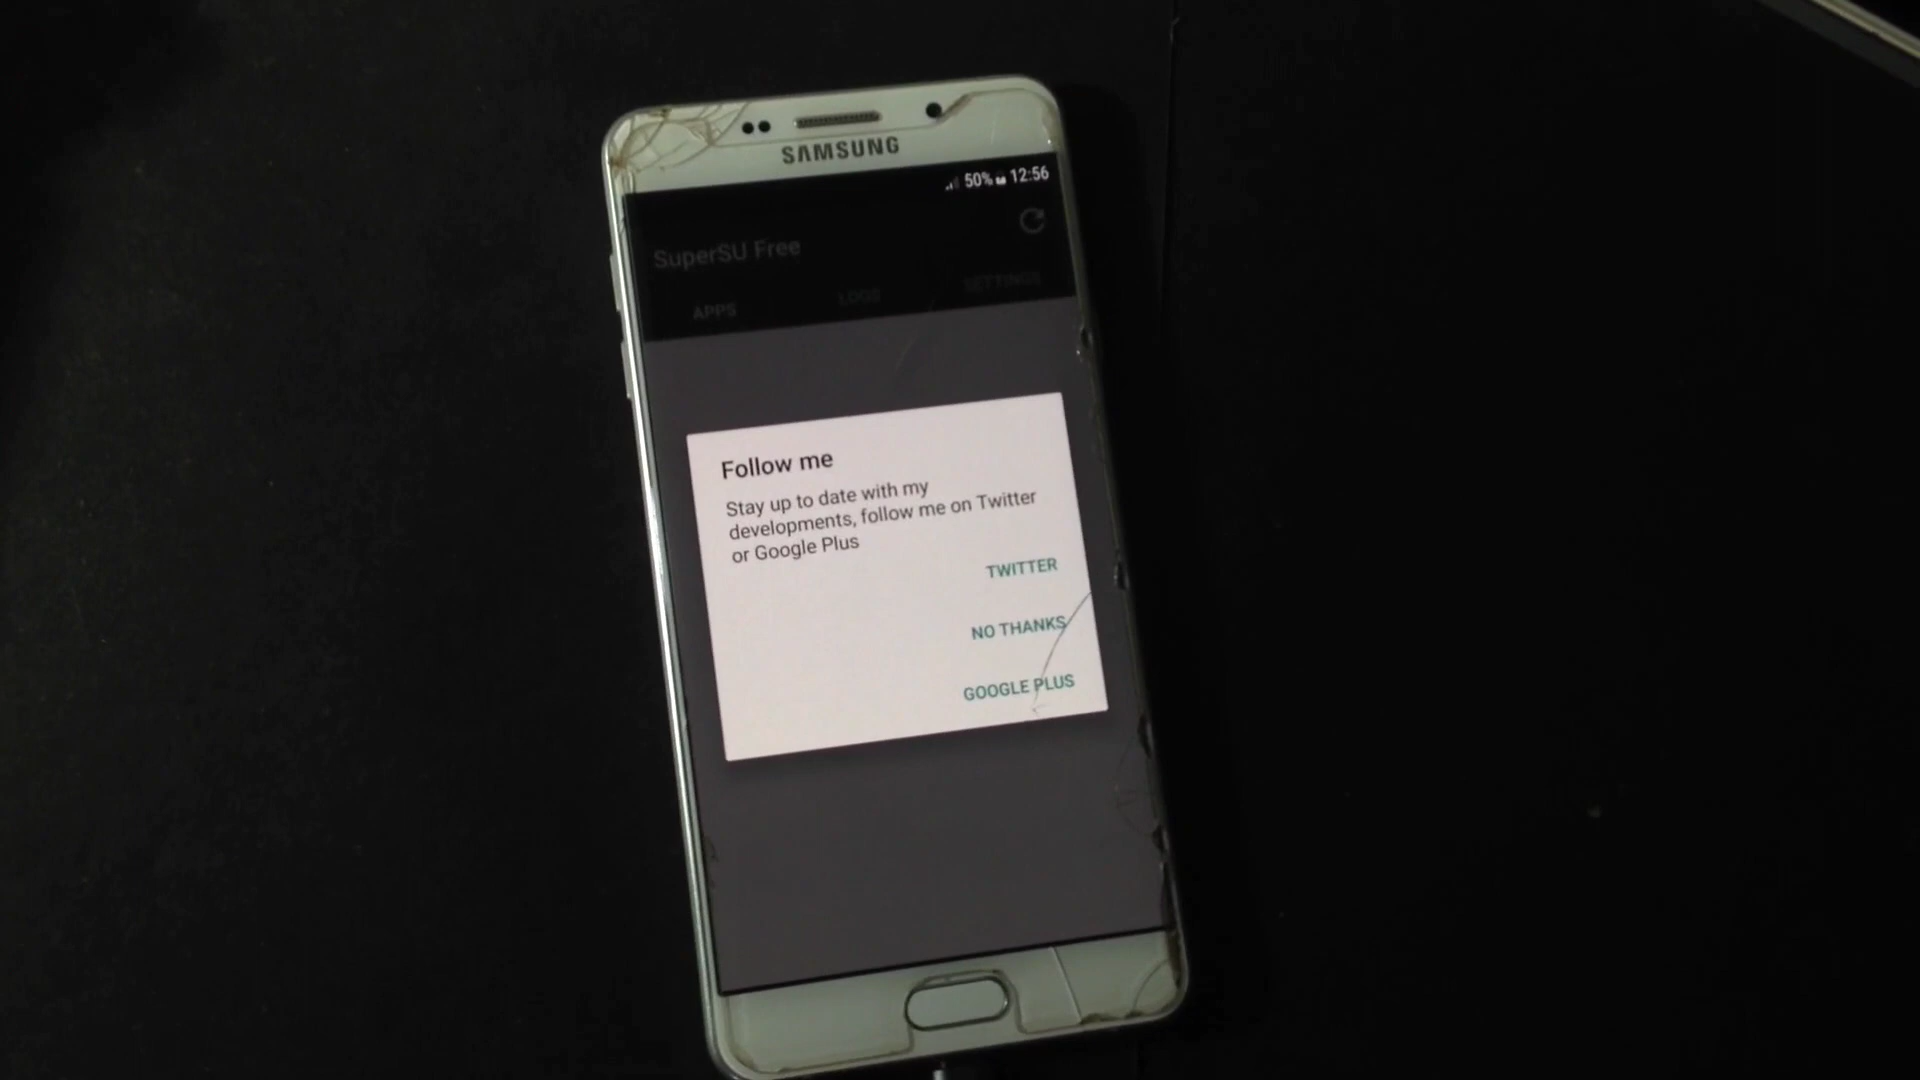 SAMSUNG
50% 12:56
SuperSU Free
APPS LOGS SETTINGS
Follow me
Stay up to date with my
developments, follow me on Twitter
or Google Plus
TWITTER
NO THANKS
GOOGLE PLUS